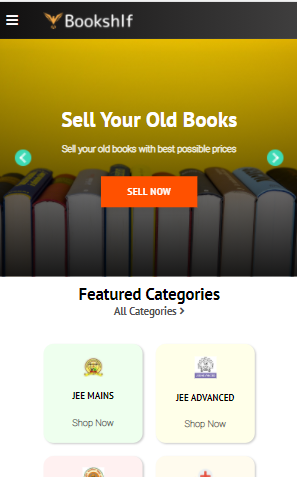 Bookshlf
Sell Your Old Books
Sell your old books with best possible prices
SELL NOW
Featured Categories
All Categories >
JEE MAINS
JEE ADVANCED
Shop Now
Shop Now